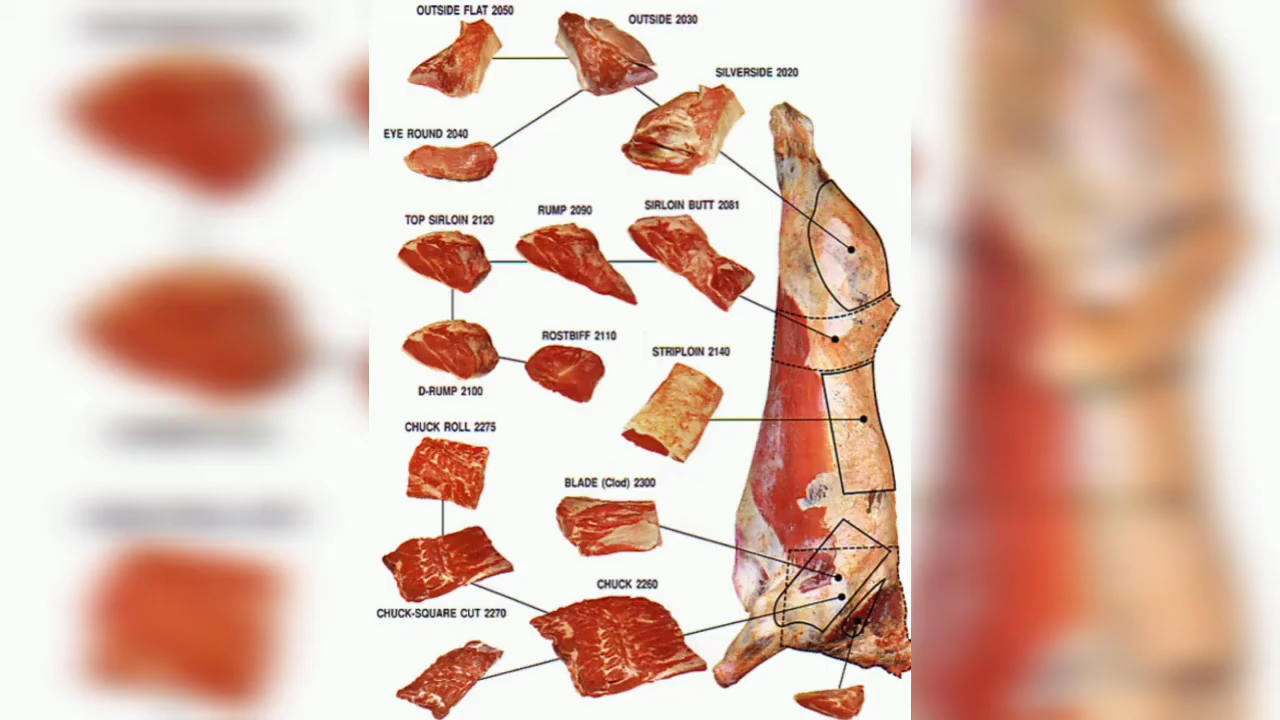 OUTSIDE FLAT 2050
OUTSIDE 2030
SILVERSIDE 2020
EYE ROUND 2040
SIRLOIN BUTT 2081
RUMP 2090
TOP SIRLOIN 2120
ROSTBIFF 2110
STRIPLOIN 2140
D-RUMP 2100
CHUCK ROLL 2275
BLADE (Clod) 2300
CHUCK 2260
CHUCK-SQUARE CUT 2270